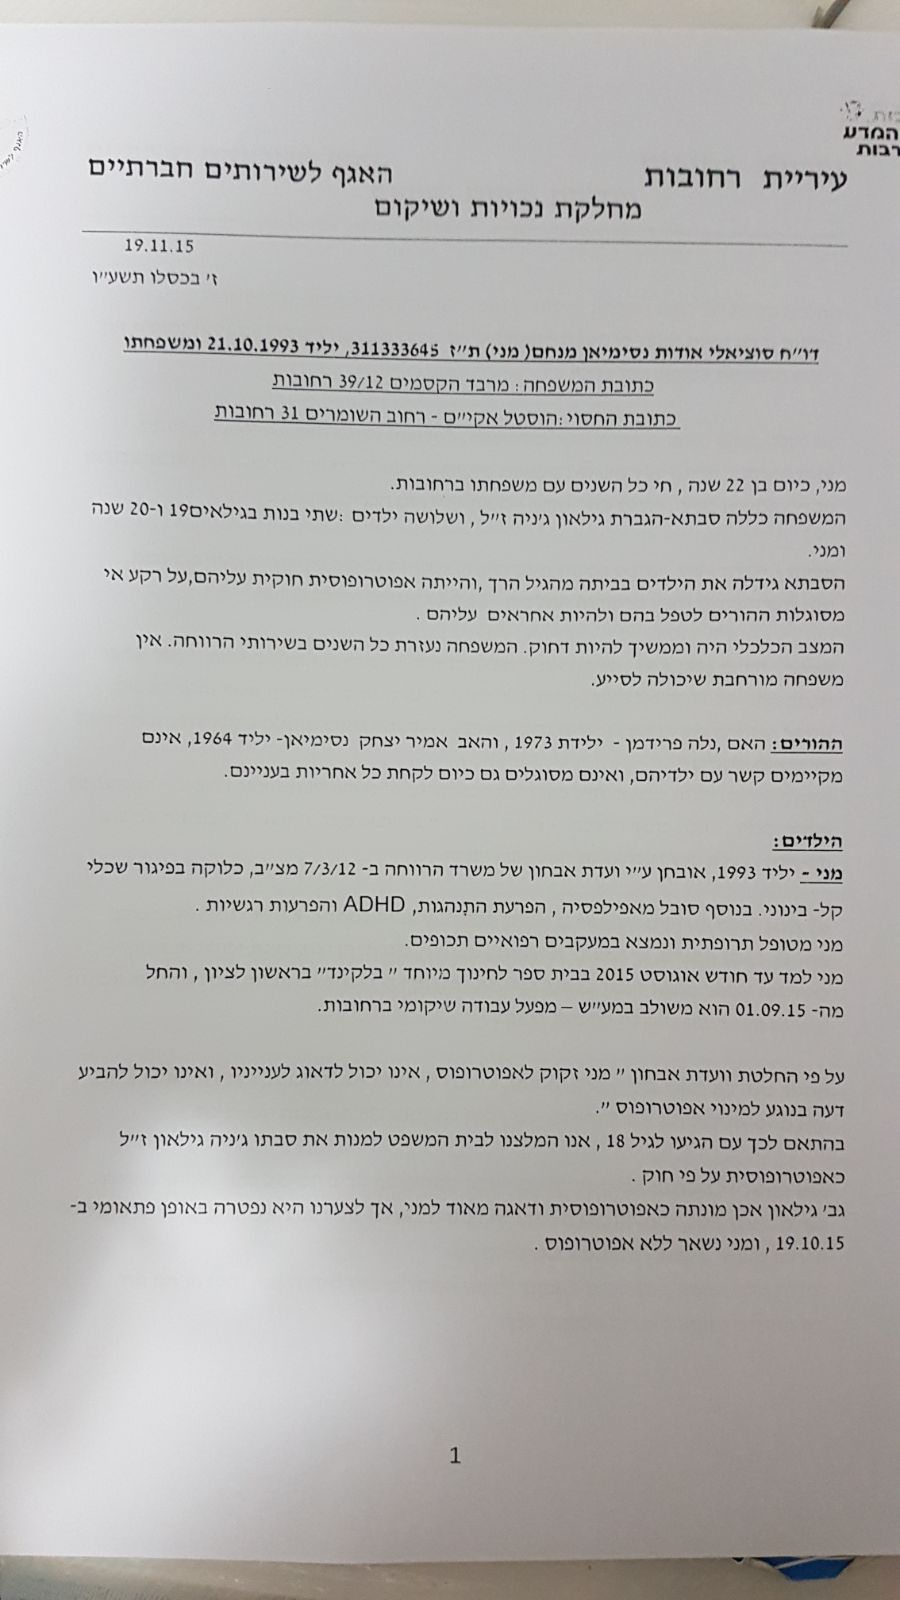 המדע
רבות
עיריית רחובות האגף לשירותים חברתיים
מחלקת נכויות ושיקום
19.11.15
ז' בכסלו תשע"ו
דו"ח סוציאלי אודות נסימיאן מנחם( מני) ת"ז 311333645, יליד 21.10.1993 ומשפחתו
כתובת המשפחה: מרבד הקסמים 39/12 רחובות
כתובת החסוי :הוסטל אקי"ם - רחוב השומרים 31 רחובות
מני, כיום בן 22 שנה , חי כל השנים עם משפחתו ברחובות.
המשפחה כללה סבתא-הגברת גילאון ג'ניה ז"ל , ושלושה ילדים :שתי בנות בגילאים19 ו-20 שנה
ומני.
הסבתא גידלה את הילדים בביתה מהגיל הרך ,והייתה אפוטרופוסית חוקית עליהם,על רקע אי
מסוגלות ההורים לטפל בהם ולהיות אחראים עליהם .
המצב הכלכלי היה וממשיך להיות דחוק. המשפחה נעזרת כל השנים בשירותי הרווחה. אין
משפחה מורחבת שיכולה לסייע.
ההורים: האם ,נלה פרידמן - ילידת 1973 , והאב אמיר יצחק נסימיאן- יליד 1964, אינם
מקיימים קשר עם ילדיהם, ואינם מסוגלים גם כיום לקחת כל אחריות בעניינם.
הילדים:
מני - יליד 1993, אובחן ע"י ועדת אבחון של משרד הרווחה ב- 7/3/12 מצ"ב, כלוקה בפיגור שכלי
קל- בינוני. בנוסף סובל מאפילפסיה , הפרעת התנהגות, ADHD והפרעות רגשיות .
מני מטופל תרופתית ונמצא במעקבים רפואיים תכופים.
מני למד עד חודש אוגוסט 2015 בבית ספר לחינוך מיוחד " בלקינד" בראשון לציון , והחל
מה- 01.09.15 הוא משולב במע"ש – מפעל עבודה שיקומי ברחובות.
על פי החלטת וועדת אבחון " מני זקוק לאפוטרופוס , אינו יכול לדאוג לענייניו , ואינו יכול להביע
דעה בנוגע למינוי אפוטרופוס ".
בהתאם לכך עם הגיעו לגיל 18 , אנו המלצנו לבית המשפט למנות את סבתו ג'ניה גילאון ז"ל
כאפוטרופוסית על פי חוק .
גב' גילאון אכן מונתה כאפוטרופוסית ודאגה מאוד למני, אך לצערנו היא נפטרה באופן פתאומי ב-
19.10.15 , ומני נשאר ללא אפוטרופוס .
1